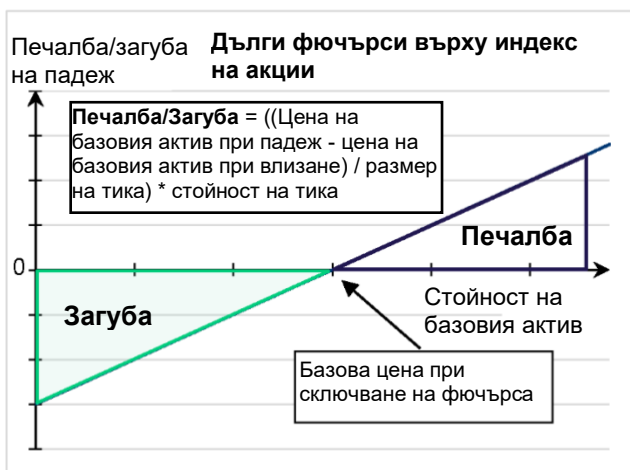 Печалба/загуба
на падеж
Дълги фючърси върху индекс
на акции
Печалба/Загуба = ((Цена на
базовия актив при падеж - цена на
базовия актив при влизане) / размер
на тика) * стойност на тика
Печалба
0
Стойност на
базовия актив
Загуба
Базова цена при
сключване на фючърса